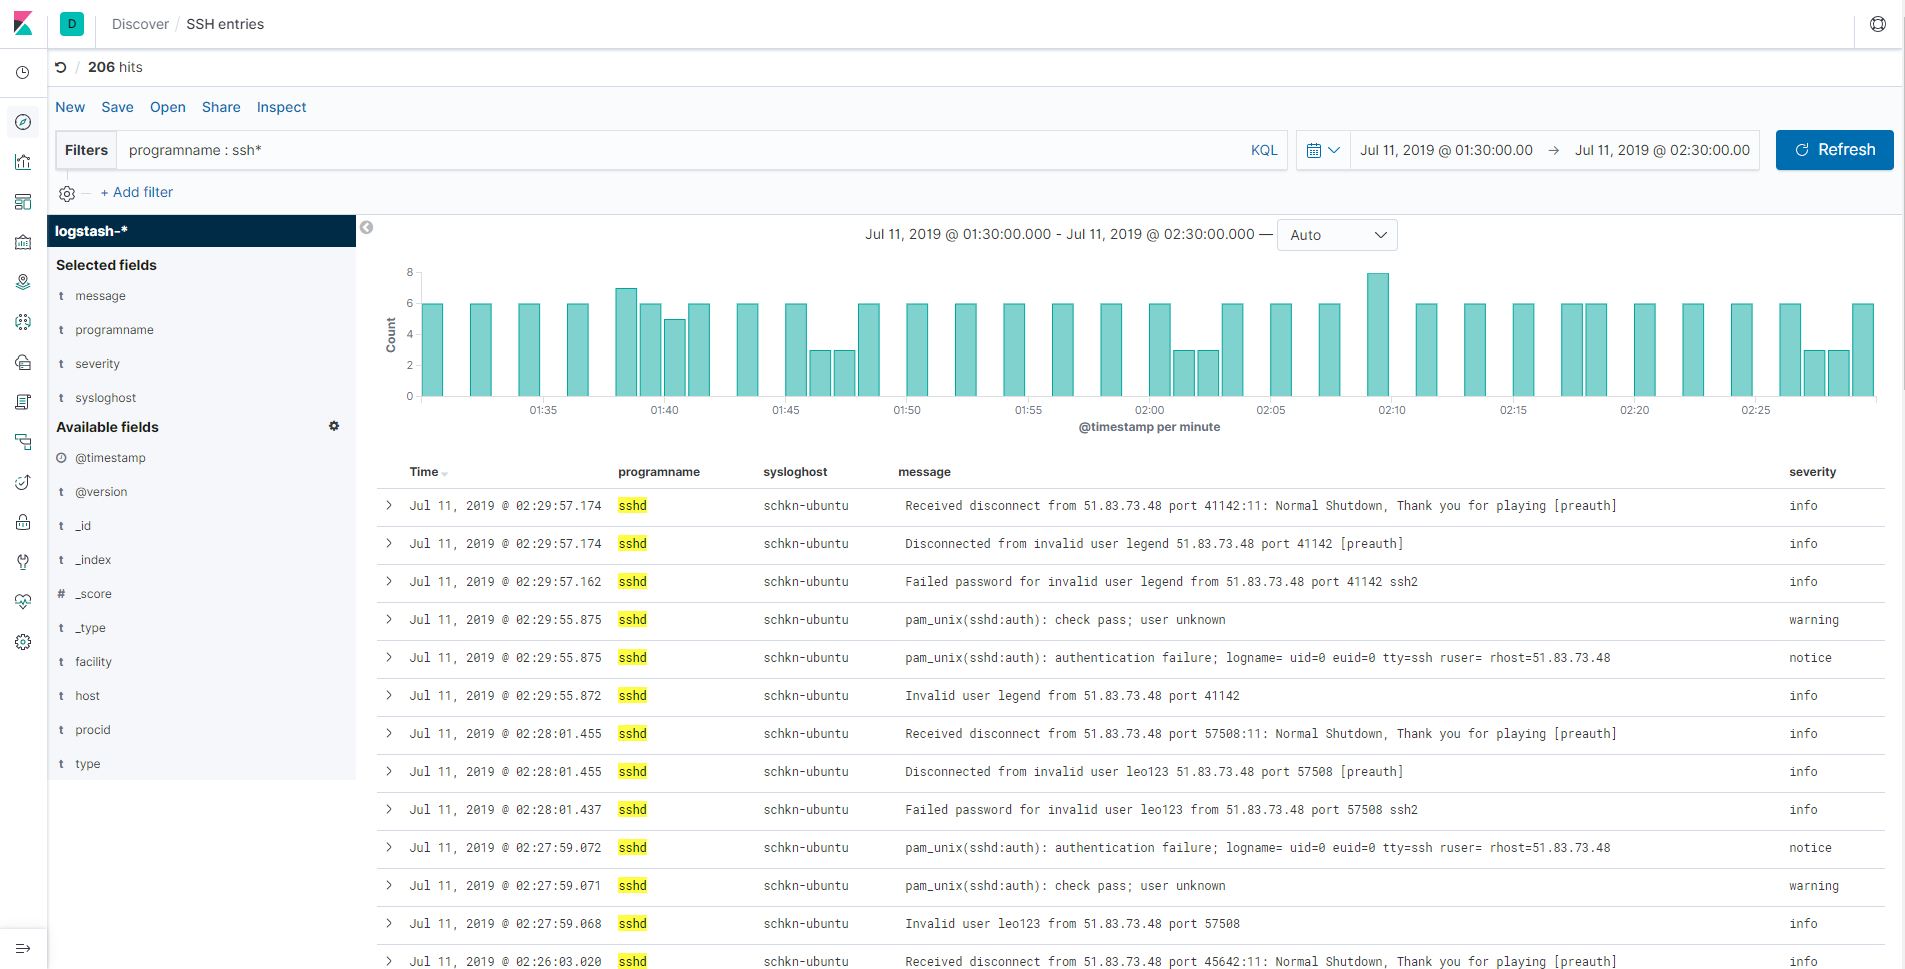 D Discover / SSH entries
/ 206 hits
New Save Open Share Inspect
Filters programname : ssh* KQL Jul 11, 2019 @ 01:30:00.00 → Jul 11, 2019 @ 02:30:00.00 Refresh
+ Add filter
logstash-*
Selected fields
t message
t programname
t severity
t sysloghost
Available fields
@timestamp
t @version
t _id
t _index
# _score
t _type
t facility
t host
t procid
t type
Jul 11, 2019 @ 01:30:00.000 - Jul 11, 2019 @ 02:30:00.000 — Auto
8
6
4
2
0
Count
01:35 01:40 01:45 01:50 01:55 02:00 02:05 02:10 02:15 02:20 02:25
@timestamp per minute
Time programname sysloghost message severity
Jul 11, 2019 @ 02:29:57.174 sshd schkn-ubuntu Received disconnect from 51.83.73.48 port 41142:11: Normal Shutdown, Thank you for playing [preauth] info
Jul 11, 2019 @ 02:29:57.174 sshd schkn-ubuntu Disconnected from invalid user legend 51.83.73.48 port 41142 [preauth] info
Jul 11, 2019 @ 02:29:57.162 sshd schkn-ubuntu Failed password for invalid user legend from 51.83.73.48 port 41142 ssh2 info
Jul 11, 2019 @ 02:29:55.875 sshd schkn-ubuntu pam_unix(sshd:auth): check pass; user unknown warning
Jul 11, 2019 @ 02:29:55.875 sshd schkn-ubuntu pam_unix(sshd:auth): authentication failure; logname= uid=0 euid=0 tty=ssh ruser= rhost=51.83.73.48 notice
Jul 11, 2019 @ 02:29:55.872 sshd schkn-ubuntu Invalid user legend from 51.83.73.48 port 41142 info
Jul 11, 2019 @ 02:28:01.455 sshd schkn-ubuntu Received disconnect from 51.83.73.48 port 57508:11: Normal Shutdown, Thank you for playing [preauth] info
Jul 11, 2019 @ 02:28:01.455 sshd schkn-ubuntu Disconnected from invalid user leo123 51.83.73.48 port 57508 [preauth] info
Jul 11, 2019 @ 02:28:01.437 sshd schkn-ubuntu Failed password for invalid user leo123 from 51.83.73.48 port 57508 ssh2 info
Jul 11, 2019 @ 02:27:59.072 sshd schkn-ubuntu pam_unix(sshd:auth): authentication failure; logname= uid=0 euid=0 tty=ssh ruser= rhost=51.83.73.48 notice
Jul 11, 2019 @ 02:27:59.071 sshd schkn-ubuntu pam_unix(sshd:auth): check pass; user unknown warning
Jul 11, 2019 @ 02:27:59.068 sshd schkn-ubuntu Invalid user leo123 from 51.83.73.48 port 57508 info
Jul 11, 2019 @ 02:26:03.020 sshd schkn-ubuntu Received disconnect from 51.83.73.48 port 45642:11: Normal Shutdown, Thank you for playing [preauth] info